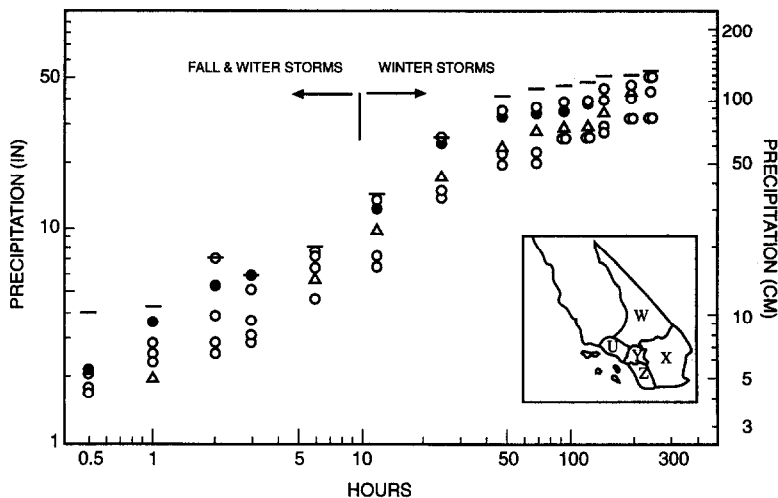 FALL & WITER STORMS
WINTER STORMS
PRECIPITATION (IN)
50
10
1
PRECIPITATION (CM)
200
100
50
10
5
3
W
U
Y
X
Z
0.5
1
5
10
50
100
300
HOURS